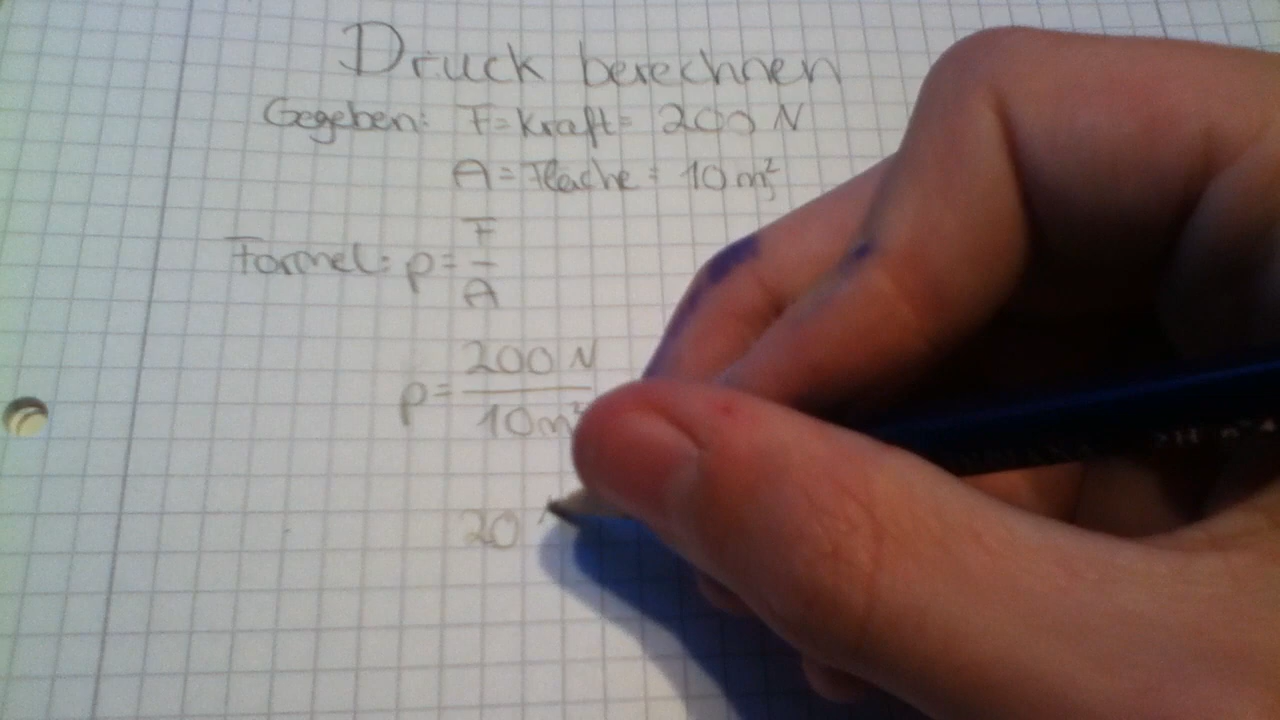 Druck berechnen
Gegeben: F = Kraft = 200 N
A = Fläche = 10 m²
Formel: p = F/A
p = 200 N / 10 m²
20